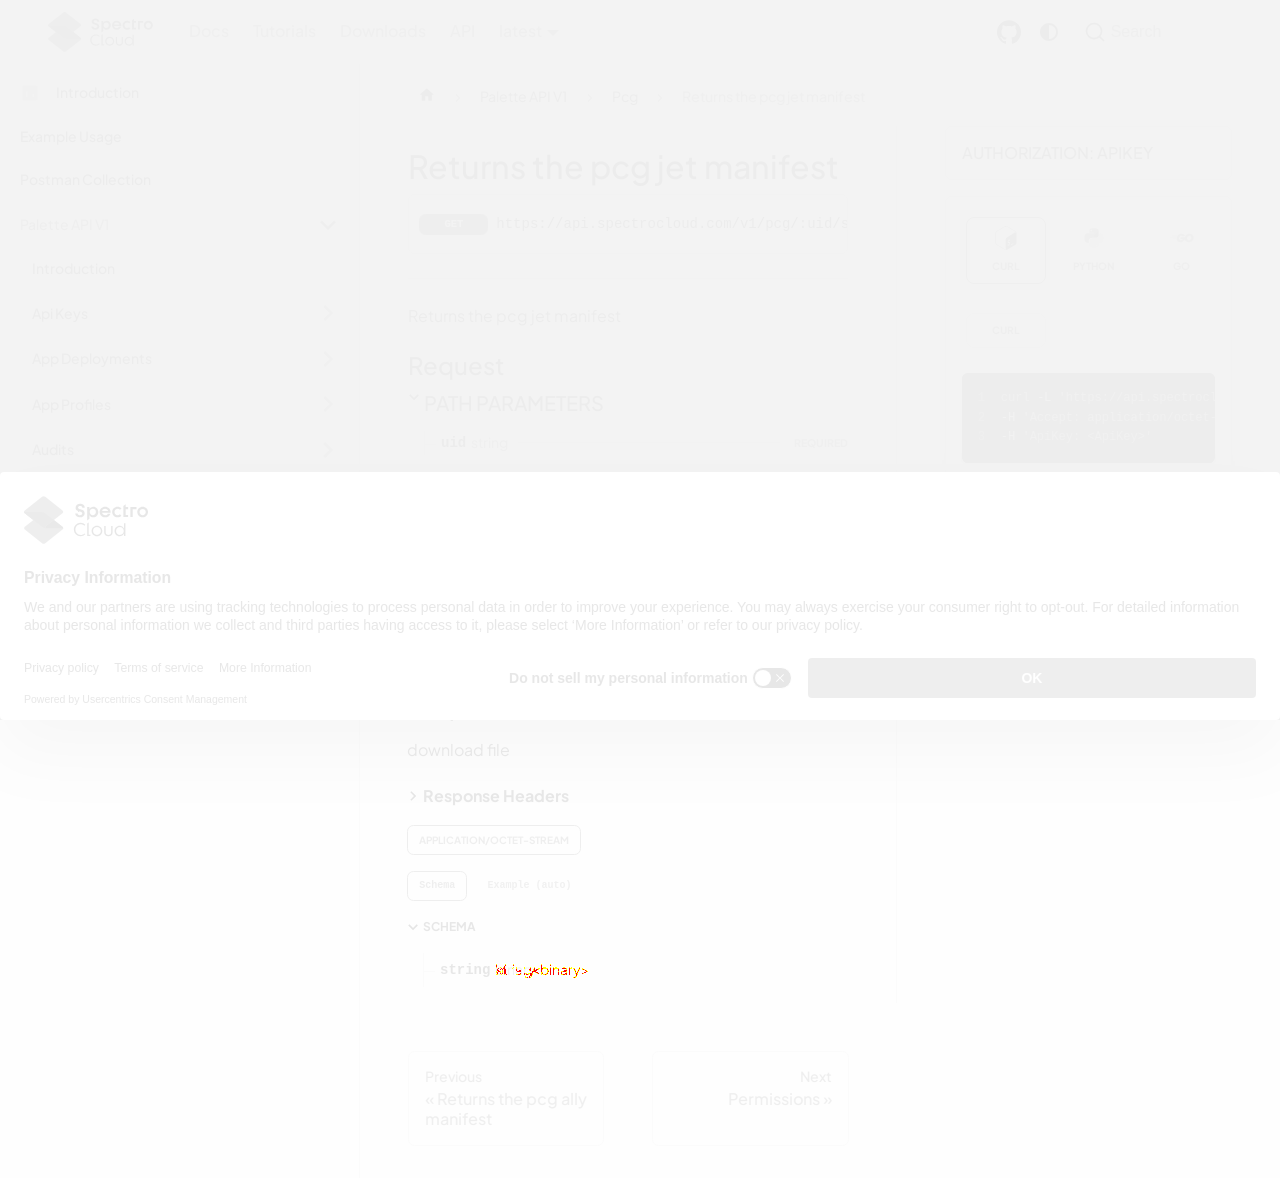 Spectro Cloud
Docs Tutorials Downloads API latest
Search
Introduction
Example Usage
Postman Collection
Palette API V1
Introduction
Api Keys
App Deployments
App Profiles
Audits
Palette API V1 Pcg Returns the pcg jet manifest
Returns the pcg jet manifest
GET https://api.spectrocloud.com/v1/pcg/:uid/s
Returns the pcg jet manifest
Request
PATH PARAMETERS
uid string REQUIRED
AUTHORIZATION: APIKEY
CURL PYTHON GO
CURL
Spectro Cloud
Privacy Information
We and our partners are using tracking technologies to process personal data in order to improve your experience. You may always exercise your consumer right to opt-out. For detailed information
about personal information we collect and third parties having access to it, please select ‘More Information’ or refer to our privacy policy.
Privacy policy Terms of service More Information
Powered by Usercentrics Consent Management
Do not sell my personal information
OK
download file
Response Headers
APPLICATION/OCTET-STREAM
Schema Example (auto)
SCHEMA
string
Previous
« Returns the pcg ally
manifest
Next
Permissions »